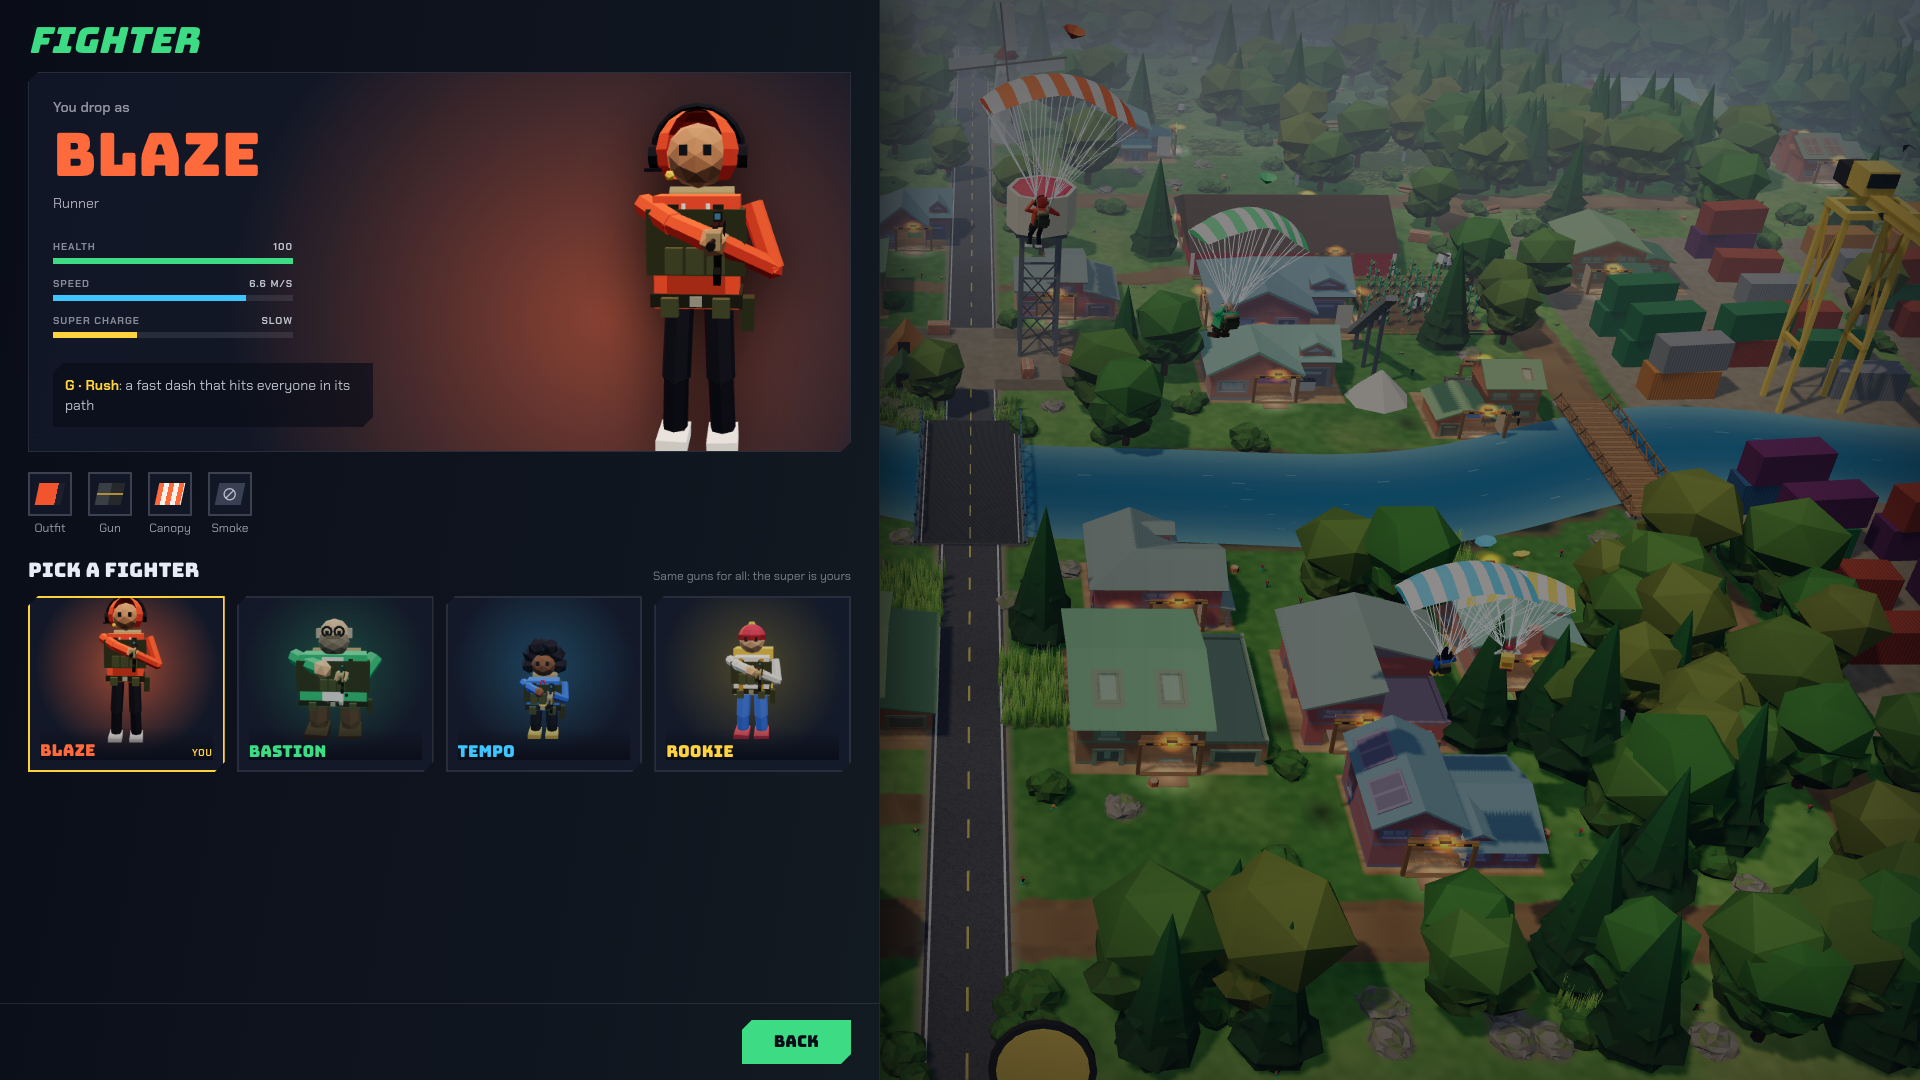 FIGHTER
You drop as
BLAZE
Runner
HEALTH 100
SPEED 6.6 M/S
SUPER CHARGE SLOW
G · Rush: a fast dash that hits everyone in its
path
Outfit Gun Canopy Smoke
PICK A FIGHTER
Same guns for all: the super is yours
BLAZE YOU
BASTION
TEMPO
ROOKIE
BACK